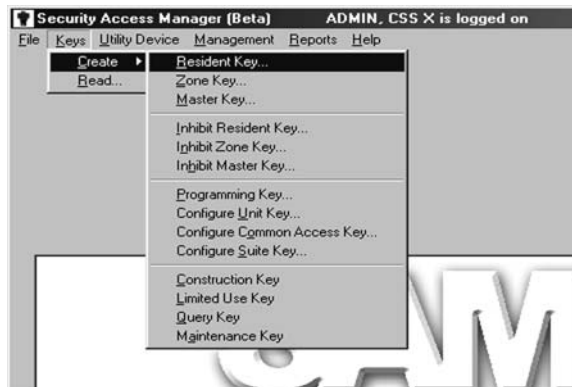 Security Access Manager (Beta) ADMIN, CSS X is logged on
File Keys Utility Device Management Reports Help
Create
Read...
Resident Key...
Zone Key...
Master Key...
Inhibit Resident Key...
Inhibit Zone Key...
Inhibit Master Key...
Programming Key...
Configure Unit Key...
Configure Common Access Key...
Configure Suite Key...
Construction Key
Limited Use Key
Query Key
Maintenance Key
SAM